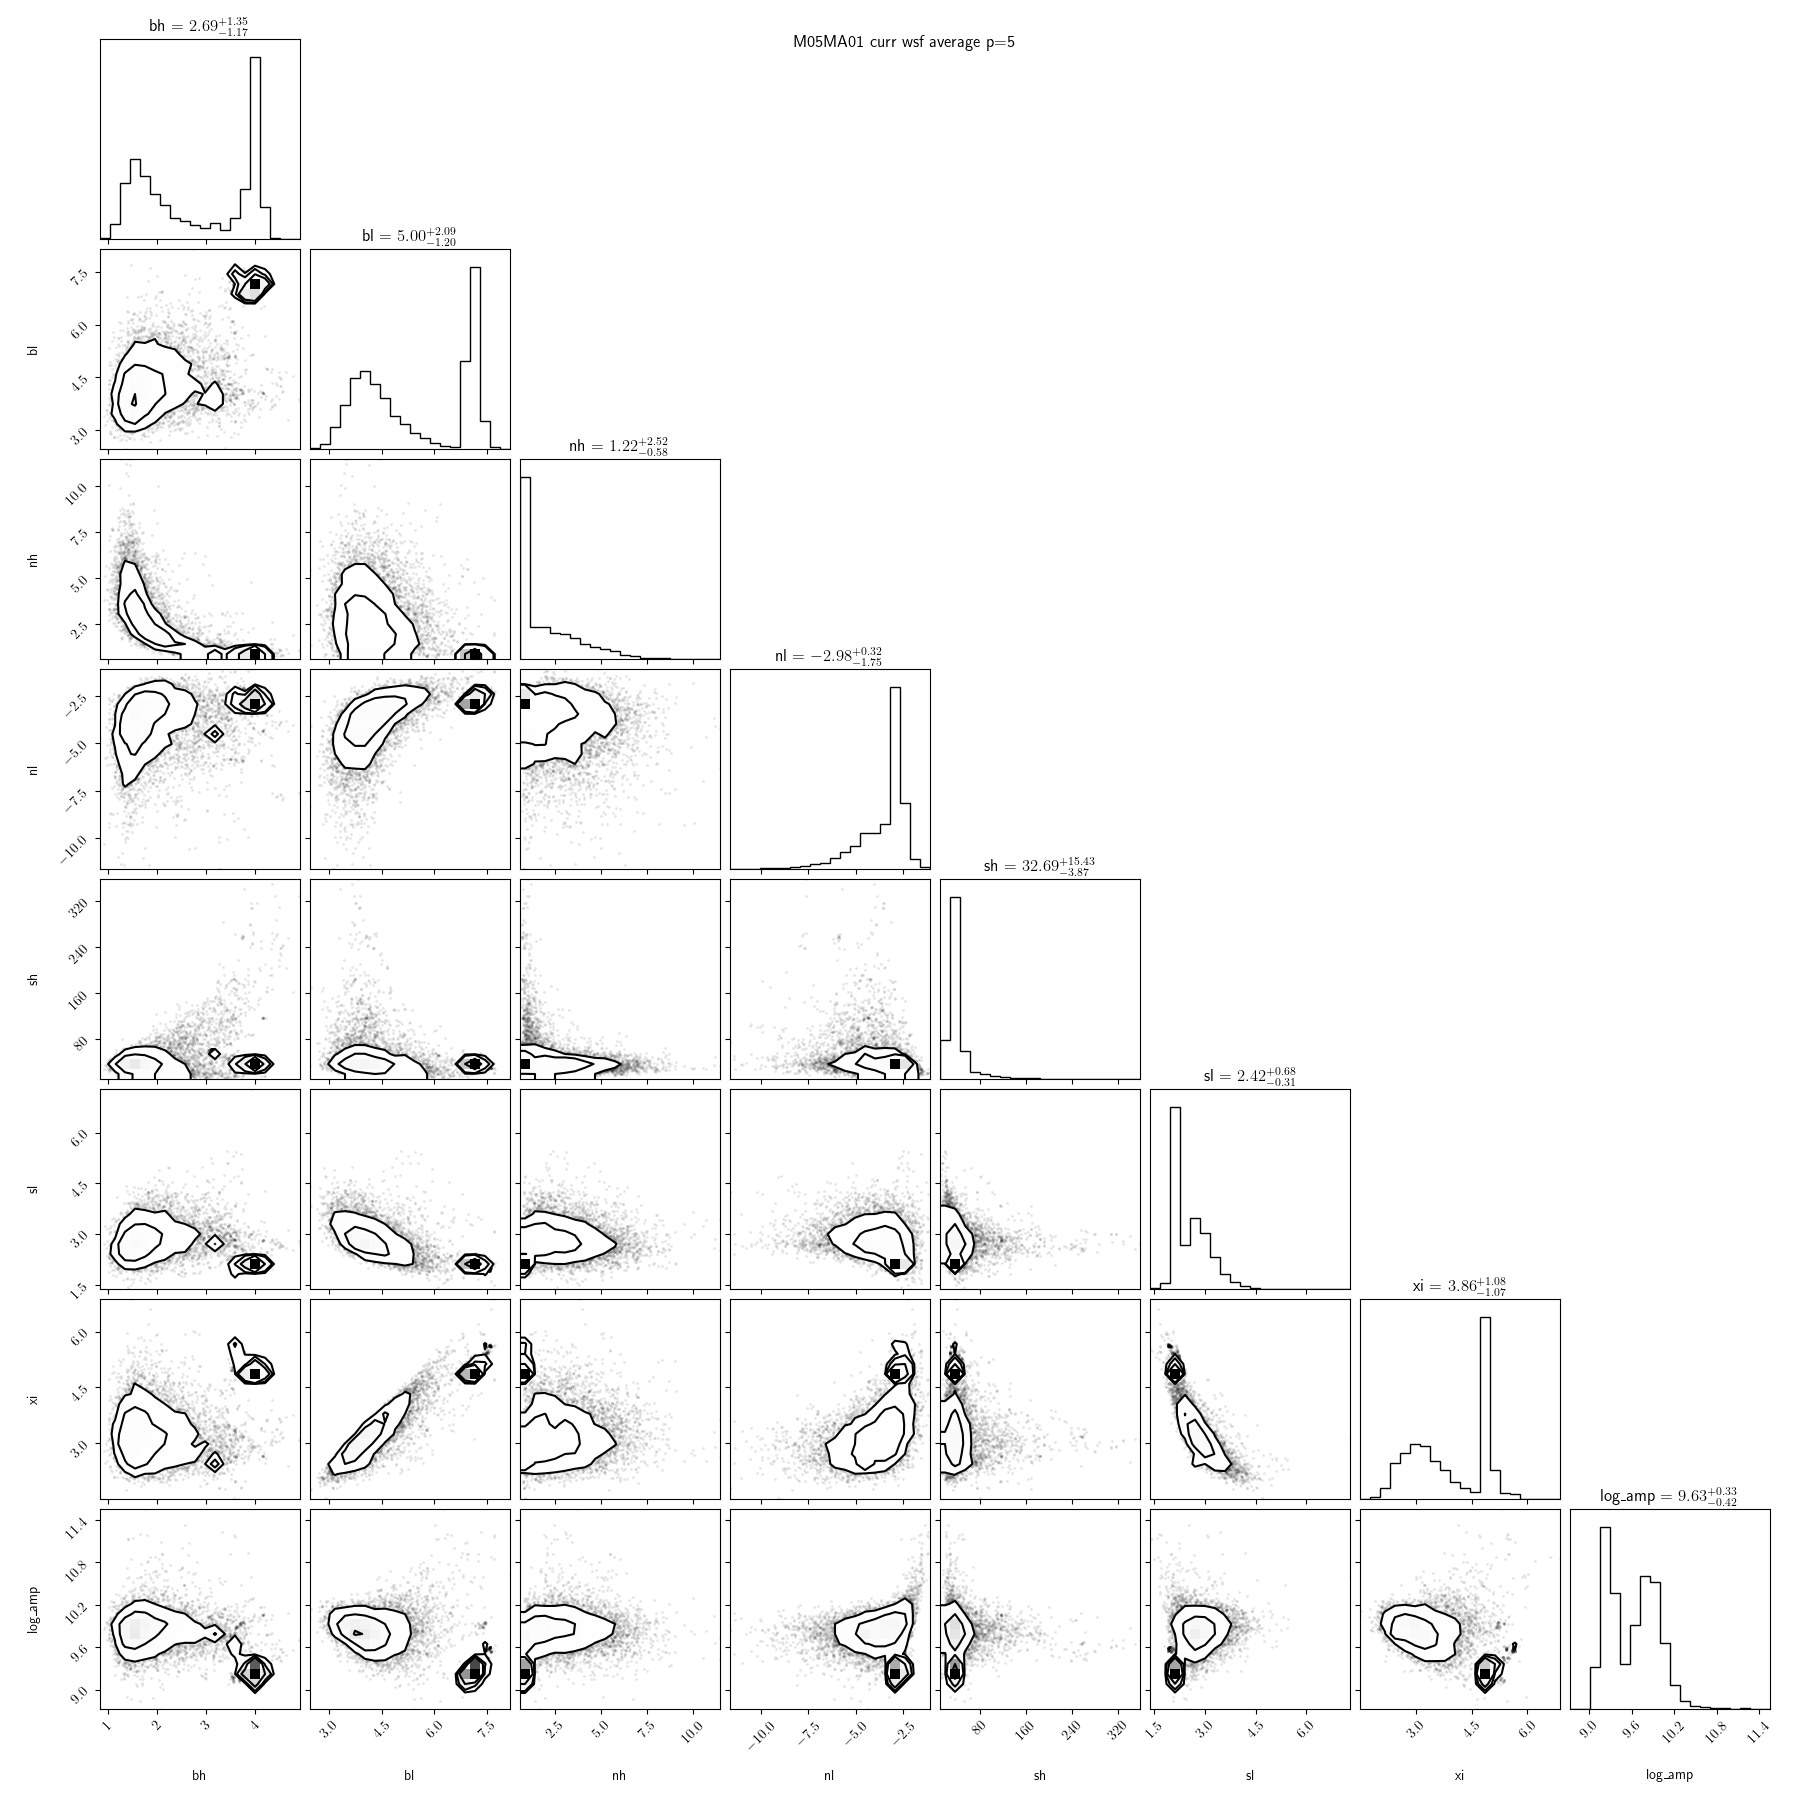 M05MA01 curr wsf average p=5
bh = 2.69 +1.35 −1.17
bl = 5.00 +2.09 −1.20
nh = 1.22 +2.52 −0.58
nl = −2.98 +0.32 −1.75
sh = 32.69 +15.43 −3.87
sl = 2.42 +0.68 −0.31
xi = 3.86 +1.08 −1.07
log_amp = 9.63 +0.33 −0.42
bl
7.5
6.0
4.5
3.0
nh
10.0
7.5
5.0
2.5
nl
−2.5
−5.0
−7.5
−10.0
sh
320
240
160
80
sl
6.0
4.5
3.0
1.5
xi
6.0
4.5
3.0
log_amp
11.4
10.8
10.2
9.6
9.0
1 2 3 4
3.0 4.5 6.0 7.5
2.5 5.0 7.5 10.0
−10.0 −7.5 −5.0 −2.5
80 160 240 320
1.5 3.0 4.5 6.0
3.0 4.5 6.0
9.0 9.6 10.2 10.8 11.4
bh bl nh nl sh sl xi log_amp